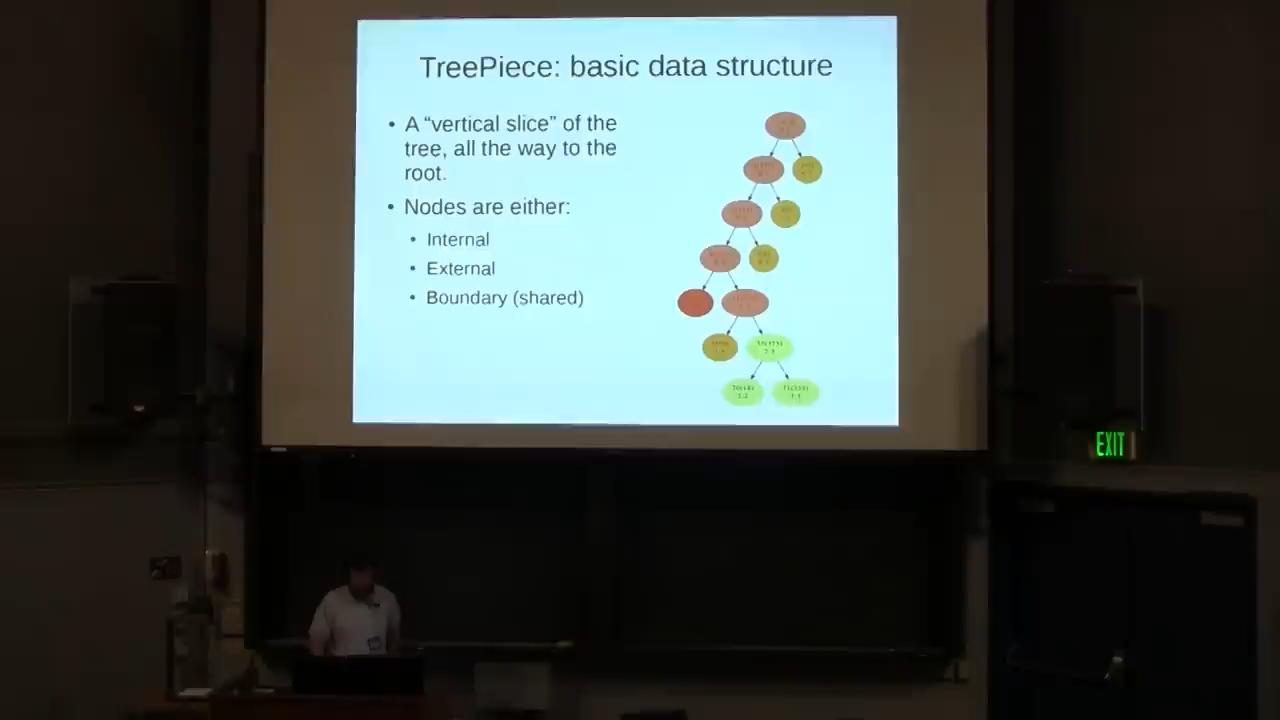 TreePiece: basic data structure
• A “vertical slice” of the
tree, all the way to the
root.
• Nodes are either:
• Internal
• External
• Boundary (shared)
EXIT